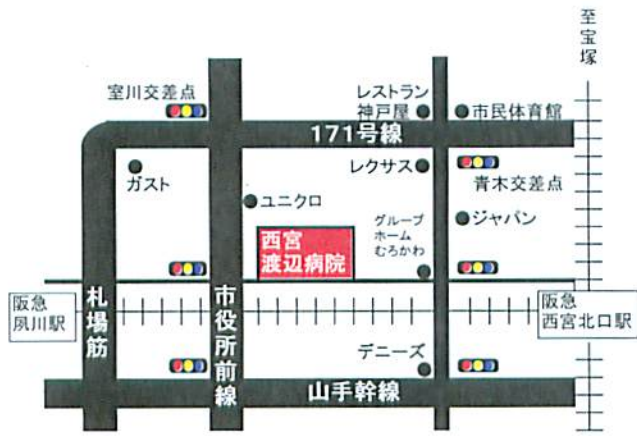 至宝塚
室川交差点
レストラン
神戸屋
市民体育館
171号線
ガスト
レクサス
青木交差点
ユニクロ
ジャパン
グループ
ホーム
むろかわ
西宮
渡辺病院
阪急
夙川駅
札場筋
市役所前線
阪急
西宮北口駅
デニーズ
山手幹線